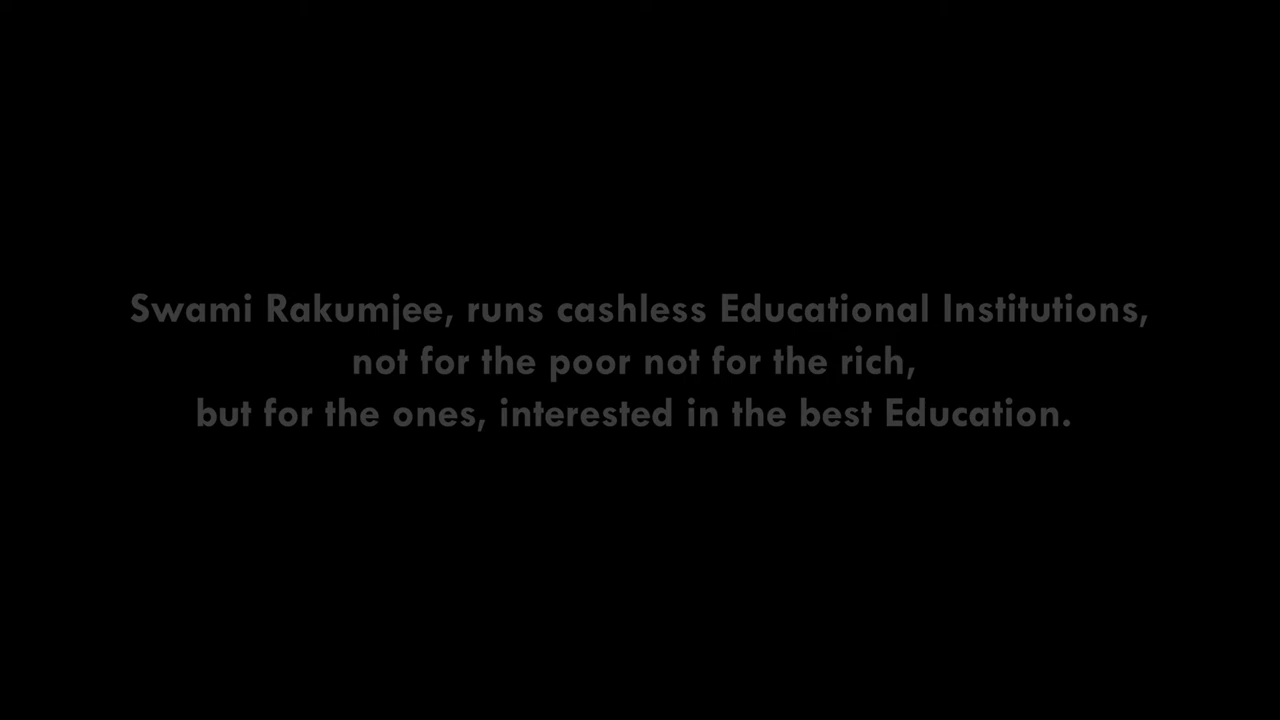 Swami Rakumjee, runs cashless Educational Institutions,
not for the poor not for the rich,
but for the ones, interested in the best Education.